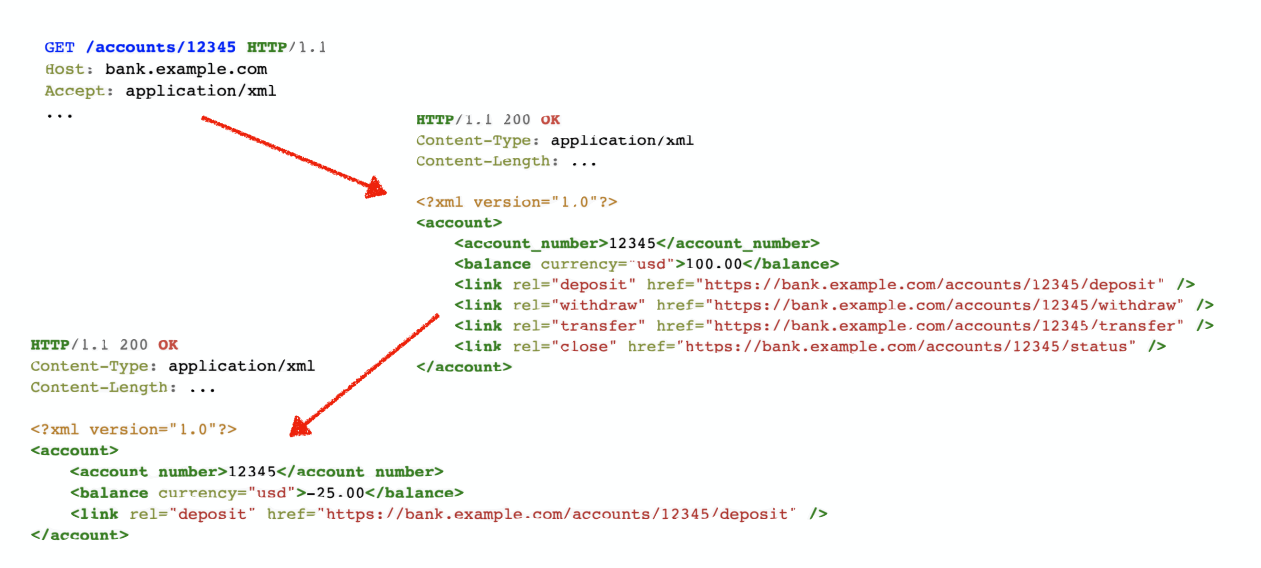 GET /accounts/12345 HTTP/1.1
Host: bank.example.com
Accept: application/xml
...
HTTP/1.1 200 OK
Content-Type: application/xml
Content-Length: ...
<?xml version="1.0"?>
<account>
<account_number>12345</account_number>
<balance currency="usd">100.00</balance>
<link rel="deposit" href="https://bank.example.com/accounts/12345/deposit" />
<link rel="withdraw" href="https://bank.example.com/accounts/12345/withdraw" />
<link rel="transfer" href="https://bank.example.com/accounts/12345/transfer" />
<link rel="close" href="https://bank.example.com/accounts/12345/status" />
</account>
HTTP/1.1 200 OK
Content-Type: application/xml
Content-Length: ...
<?xml version="1.0"?>
<account>
<account number>12345</account number>
<balance currency="usd">-25.00</balance>
<link rel="deposit" href="https://bank.example.com/accounts/12345/deposit" />
</account>